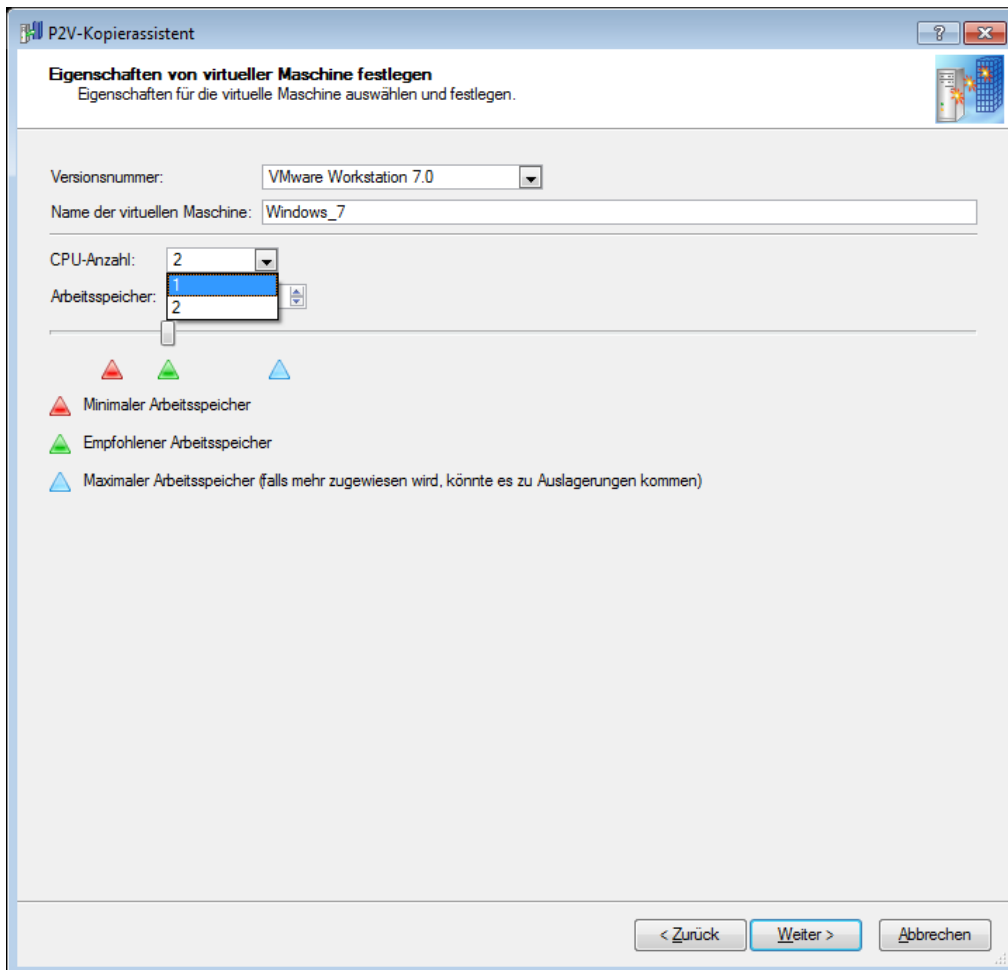 P2V-Kopierassistent
Eigenschaften von virtueller Maschine festlegen
Eigenschaften für die virtuelle Maschine auswählen und festlegen.
Versionsnummer: VMware Workstation 7.0
Name der virtuellen Maschine: Windows_7
CPU-Anzahl: 2
1
Arbeitsspeicher:
2
Minimaler Arbeitsspeicher
Empfohlener Arbeitsspeicher
Maximaler Arbeitsspeicher (falls mehr zugewiesen wird, könnte es zu Auslagerungen kommen)
< Zurück Weiter > Abbrechen